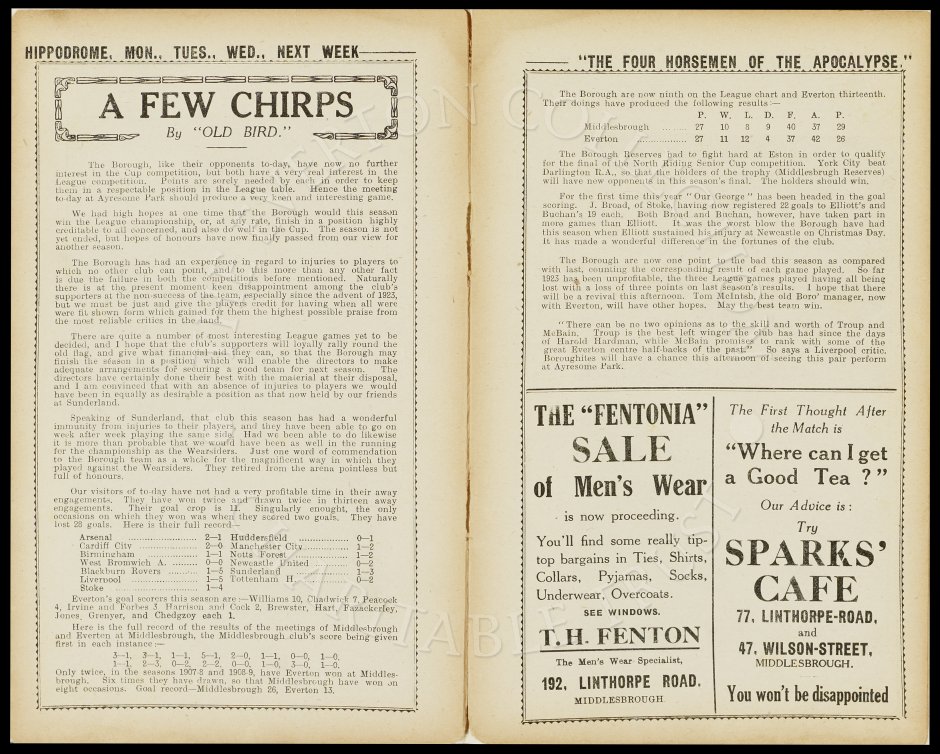 HIPPODROME, MON., TUES., WED., NEXT WEEK
A FEW CHIRPS
By "OLD BIRD."
The Borough, like their opponents to-day, have now no further
interest in the Cup competition, but both have a very real interest in the
League competition. Points are sorely needed by each in order to keep
them in a respectable position in the League table. Hence the meeting
to-day at Ayresome Park should produce a very keen and interesting game.
We had high hopes at one time that the Borough would this season
win the League championship, or, at any rate, finish in a position highly
creditable to all concerned, and also do well in the Cup. The season is not
yet ended, but hopes of honours have now finally passed from our view for
another season.
The Borough has had an experience in regard to injuries to players to
which no other club can point, and to this more than any other fact
is due the failure in both the competitions before mentioned. Naturally
there is at the present moment keen disappointment among the club's
supporters at the non-success of the team, especially since the advent of 1923,
but we must be just and give the players credit for having when all were
were fit shown form which gained for them the highest possible praise from
the most reliable critics in the land.
There are quite a number of most interesting League games yet to be
decided, and I hope that the club's supporters will loyally rally round the
old flag, and give what financial aid they can, so that the Borough may
finish the season in a position which will enable the directors to make
adequate arrangements for securing a good team for next season. The
directors have certainly done their best with the material at their disposal,
and I am convinced that with an absence of injuries to players we would
have been in equally as desirable a position as that now held by our friends
at Sunderland.
Speaking of Sunderland, that club this season has had a wonderful
immunity from injuries to their players, and they have been able to go on
week after week playing the same side. Had we been able to do likewise
it is more than probable that we would have been as well in the running
for the championship as the Wearsiders. Just one word of commendation
to the Borough team as a whole for the magnificent way in which they
played against the Wearsiders. They retired from the arena pointless but
full of honours.
Our visitors of to-day have not had a very profitable time in their away
engagements. They have won twice and drawn twice in thirteen away
engagements. Their goal crop is 11. Singularly enought, the only
occasions on which they won was when they scored two goals. They have
lost 28 goals. Here is their full record—
Arsenal 2—1 Huddersfield 0—1
Cardiff City 2—0 Manchester City 1—2
Birmingham 1—1 Notts Forest 1—2
West Bromwich A. 0—0 Newcastle United 0—2
Blackburn Rovers 1—5 Sunderland 1—3
Liverpool 1—5 Tottenham H. 0—2
Stoke 1—4
Everton's goal scorers this season are :—Williams 10, Chadwick 7, Peacock
4, Irvine and Forbes 3 Harrison and Cock 2, Brewster, Hart, Fazackerley,
Jones, Grenyer, and Chedgzoy each 1.
Here is the full record of the results of the meetings of Middlesbrough
and Everton at Middlesbrough, the Middlesbrough club's score being given
first in each instance :—
3—1, 3—1, 1—1, 5—1, 2—0, 1—1, 0—0, 1—0.
1—1, 2—3, 0—2, 2—2, 0—0, 1—0, 3—0, 1—0.
Only twice, in the seasons 1907-8 and 1908-9, have Everton won at Middles-
brough. Six times they have drawn, so that Middlesbrough have won on
eight occasions. Goal record—Middlesbrough 26, Everton 13.
"THE FOUR HORSEMEN OF THE APOCALYPSE."
The Borough are now ninth on the League chart and Everton thirteenth.
Their doings have produced the following results :—
P. W. L. D. F. A. P.
Middlesbrough 27 10 8 9 40 37 29
Everton 27 11 12 4 37 42 26
The Borough Reserves had to fight hard at Eston in order to qualify
for the final of the North Riding Senior Cup competition. York City beat
Darlington R.A., so that the holders of the trophy (Middlesbrugh Reserves)
will have new opponents in this season's final. The holders should win.
For the first time this year "Our George" has been headed in the goal
scoring. J. Broad, of Stoke, having now registered 22 goals to Elliott's and
Buchan's 19 each. Both Broad and Buchan, however, have taken part in
more games than Elliott. It was the worst blow the Borough have had
this season when Elliott sustained his injury at Newcastle on Christmas Day.
It has made a wonderful difference in the fortunes of the club.
The Borough are now one point to the bad this season as compared
with last, counting the corresponding result of each game played. So far
1923 has been unprofitable, the three League games played having all being
lost with a loss of three points on last season's results. I hope that there
will be a revival this afternoon. Tom McIntsh, the old Boro' manager, now
with Everton, will have other hopes. May the best team win.
"There can be no two opinions as to the skill and worth of Troup and
McBain. Troup is the best left winger the club has had since the days
of Harold Hardman, while McBain promises to rank with some of the
great Everton centre half-backs of the past." So says a Liverpool critic.
Boroughites will have a chance this afternoon of seeing this pair perform
at Ayresome Park.
THE "FENTONIA"
SALE
of Men's Wear
is now proceeding.
You'll find some really tip-
top bargains in Ties, Shirts,
Collars, Pyjamas, Socks,
Underwear, Overcoats.
SEE WINDOWS.
T. H. FENTON
The Men's Wear Specialist,
192, LINTHORPE ROAD.
MIDDLESBROUGH.
The First Thought After
the Match is
"Where can I get
a Good Tea ?"
Our Advice is :
Try
SPARKS'
CAFE
77, LINTHORPE-ROAD,
and
47, WILSON-STREET,
MIDDLESBROUGH.
You won't be disappointed